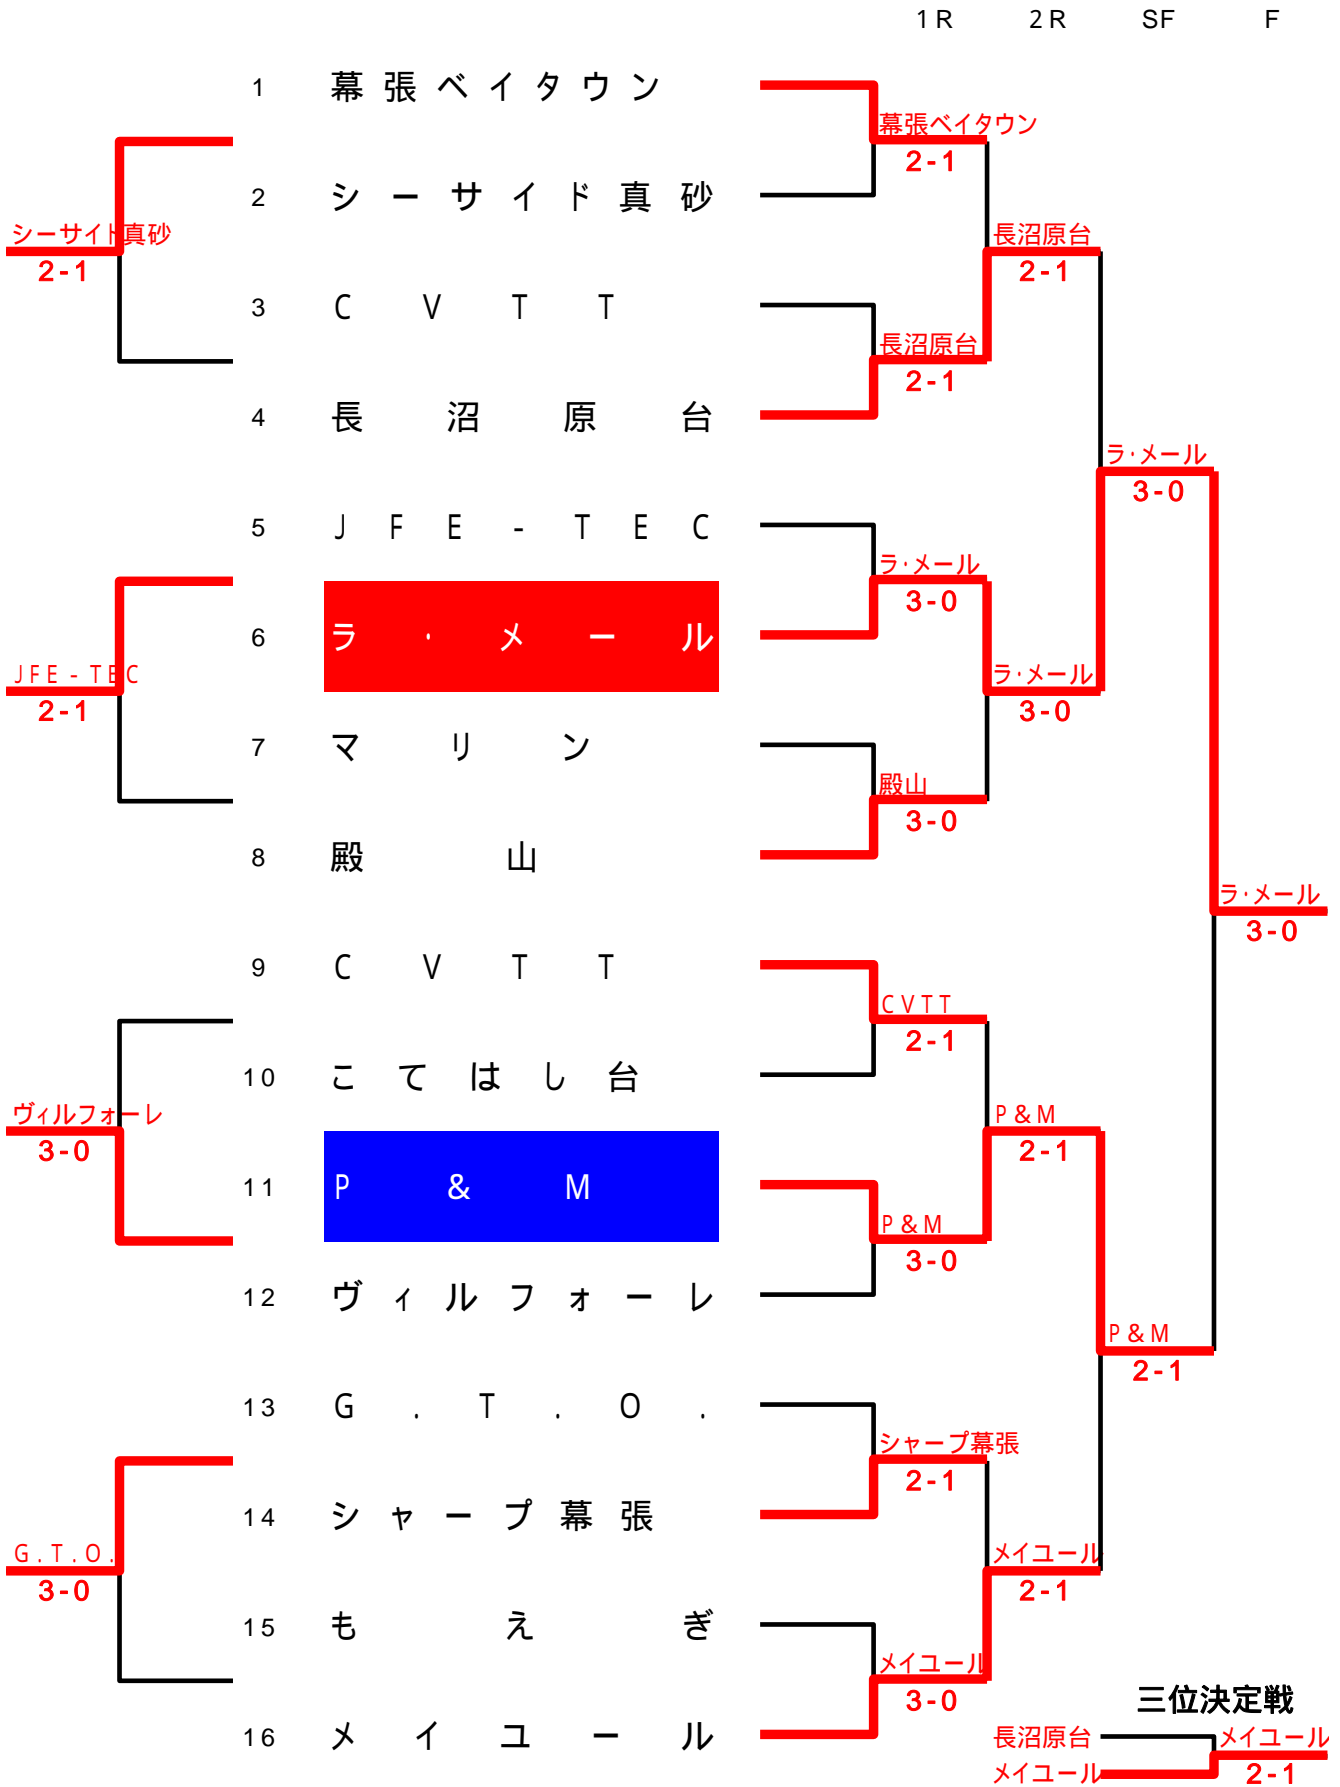 1R 2R SF F
1 幕張ベイタウン
幕張ベイタウン
2-1
2 シーサイド真砂
シーサイド真砂
2-1
長沼原台
2-1
3 CVTT
長沼原台
2-1
4 長沼原台
ラ・メール
3-0
5 JFE-TEC
ラ・メール
3-0
6 ラ・メール
JFE-TEC
2-1
ラ・メール
3-0
7 マリン
殿山
3-0
8 殿山
ラ・メール
3-0
9 CVTT
CVTT
2-1
10 こてはし台
ヴィルフォーレ
3-0
P&M
2-1
11 P&M
P&M
3-0
12 ヴィルフォーレ
P&M
2-1
13 G.T.O.
シャープ幕張
2-1
14 シャープ幕張
G.T.O.
3-0
メイユール
2-1
15 もえぎ
メイユール
3-0
三位決定戦
16 メイユール
長沼原台
メイユール
メイユール
2-1